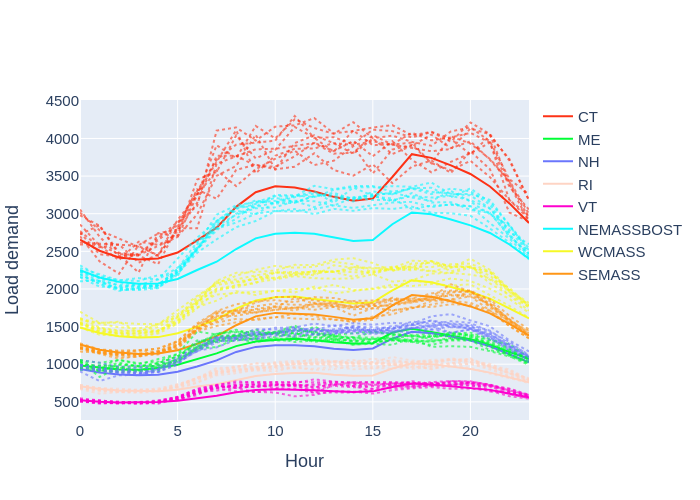 Load demand
4500
4000
3500
3000
2500
2000
1500
1000
500
0
5
10
15
20
Hour
CT
ME
NH
RI
VT
NEMASSBOST
WCMASS
SEMASS